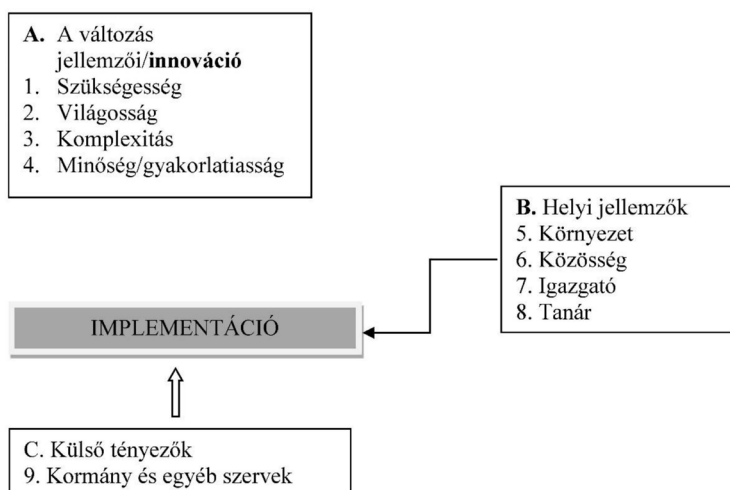 A. A változás
jellemzői/innováció
1. Szükségesség
2. Világosság
3. Komplexitás
4. Minőség/gyakorlatiasság
B. Helyi jellemzők
5. Környezet
6. Közösség
7. Igazgató
8. Tanár
IMPLEMENTÁCIÓ
C. Külső tényezők
9. Kormány és egyéb szervek